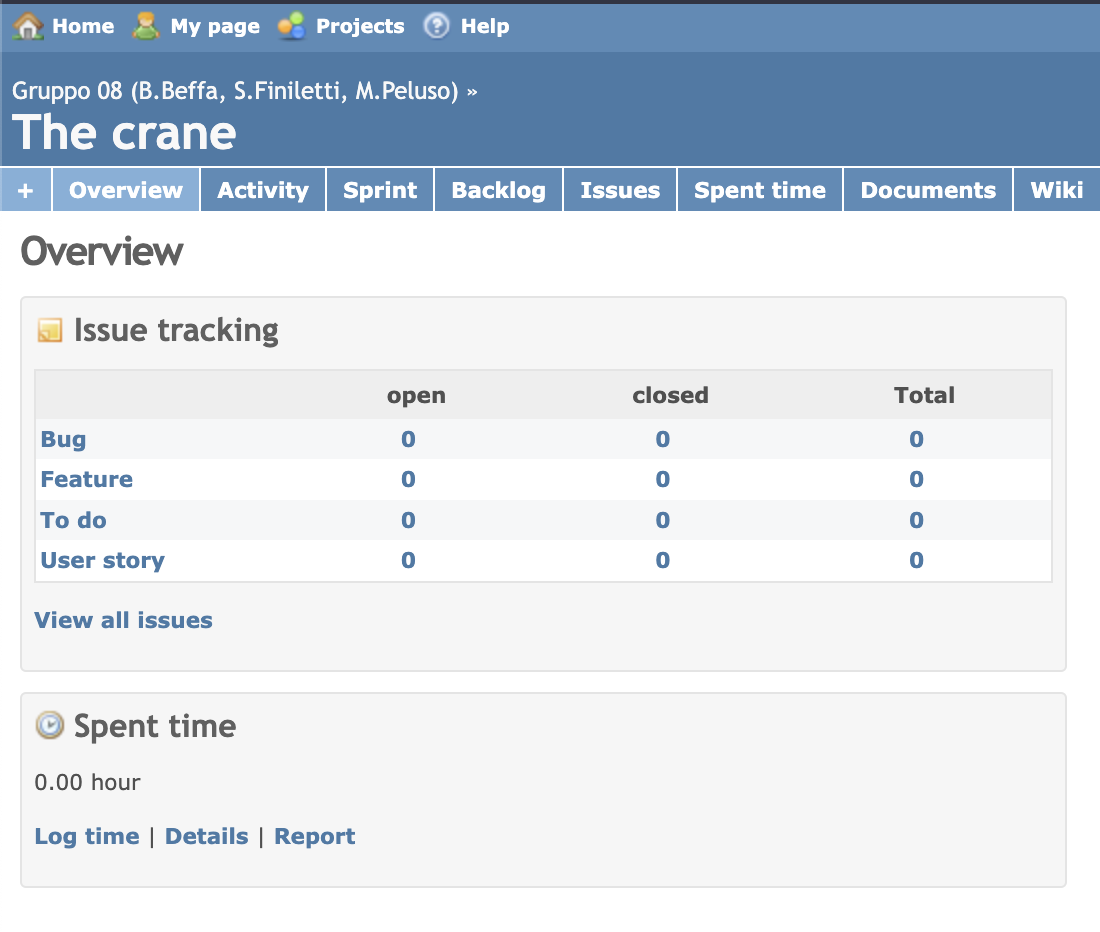 Home My page Projects Help
Gruppo 08 (B.Beffa, S.Finiletti, M.Peluso) »
The crane
+ Overview Activity Sprint Backlog Issues Spent time Documents Wiki
Overview
Issue tracking
open closed Total
Bug 0 0 0
Feature 0 0 0
To do 0 0 0
User story 0 0 0
View all issues
Spent time
0.00 hour
Log time | Details | Report